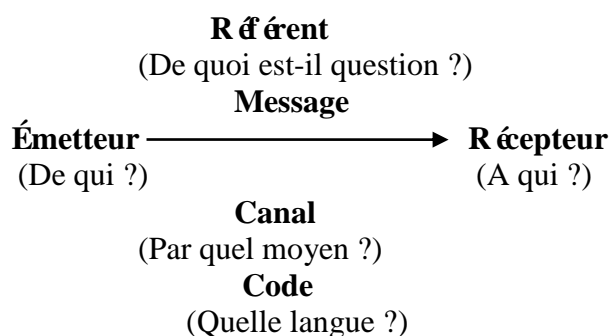 Référent
(De quoi est-il question ?)
Message
Émetteur Récepteur
(De qui ?) (A qui ?)
Canal
(Par quel moyen ?)
Code
(Quelle langue ?)